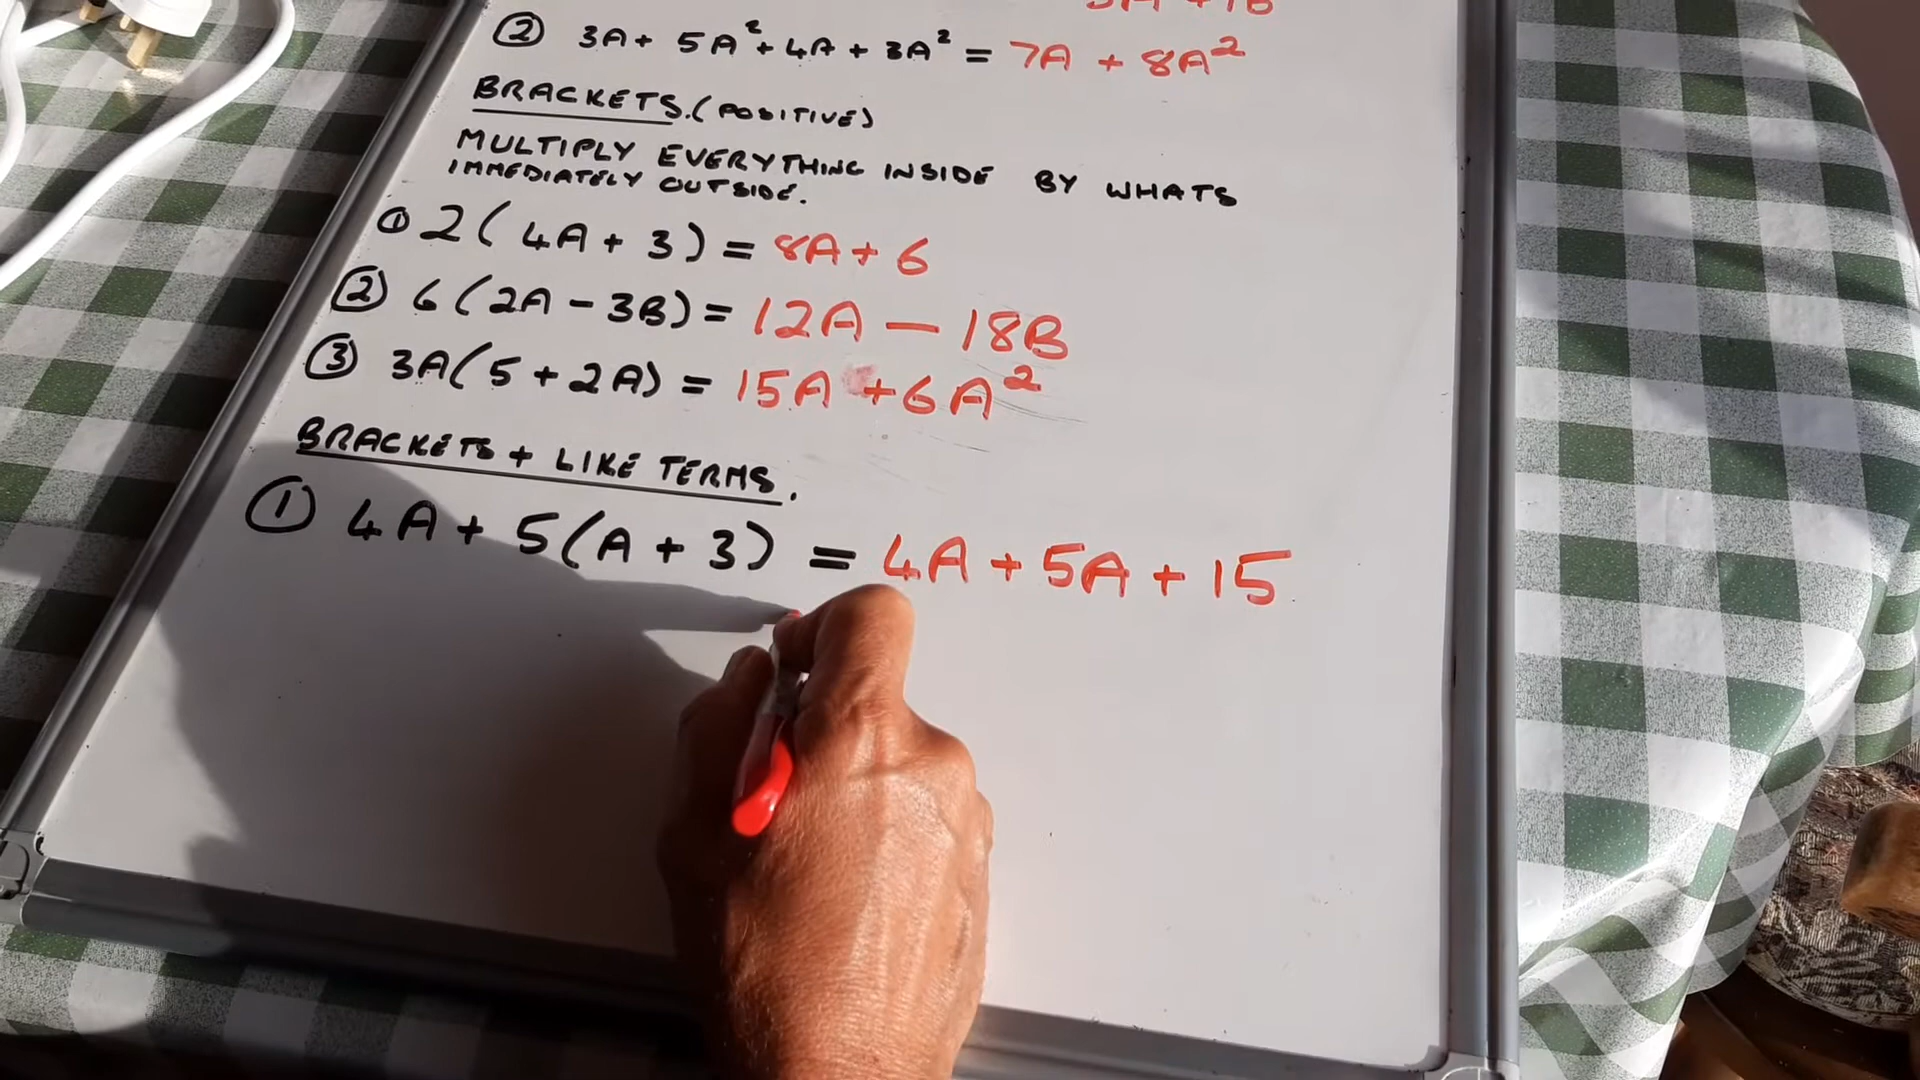 ② 3A + 5A² + 4A + 3A² = 7A + 8A²
BRACKETS. (POSITIVE)
MULTIPLY EVERYTHING INSIDE BY WHATS
IMMEDIATELY OUTSIDE.
① 2( 4A + 3 ) = 8A + 6
② 6(2A - 3B) = 12A - 18B
③ 3A(5 + 2A) = 15A + 6A²
BRACKETS + LIKE TERMS.
① 4A + 5(A + 3) = 4A + 5A + 15